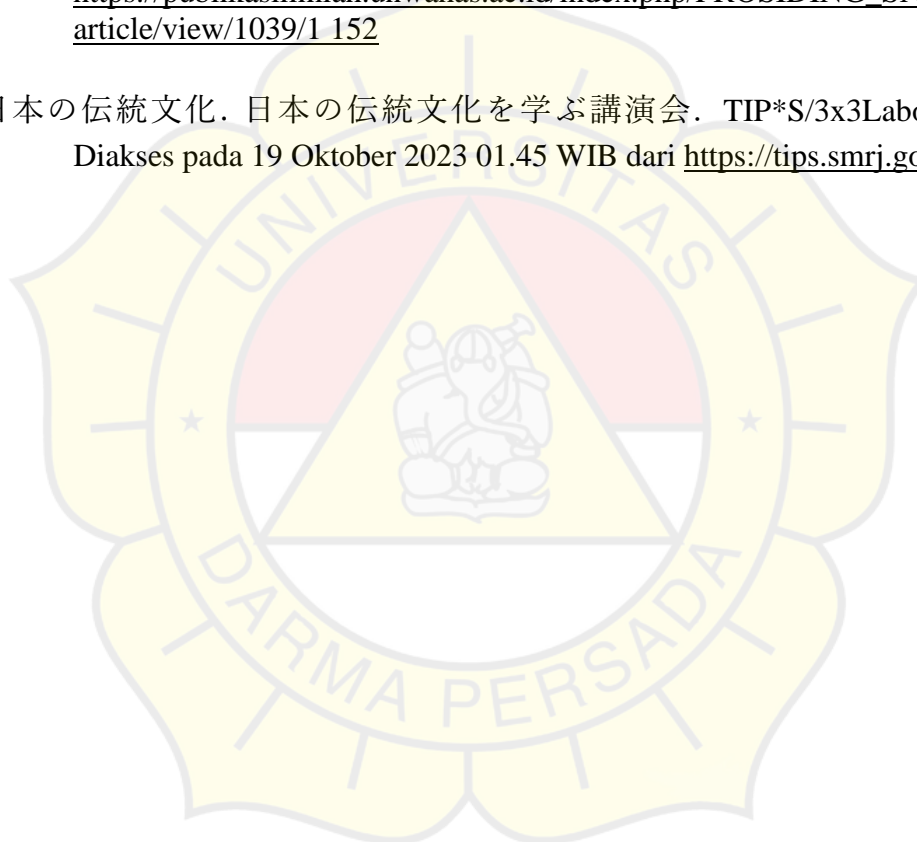 article/view/1039/1 152
日本の伝統文化. 日本の伝統文化を学ぶ講演会. TIP*S/3x3Labo
Diakses pada 19 Oktober 2023 01.45 WIB dari https://tips.smrj.go
UNIVERSITAS
DARMA PERSADA